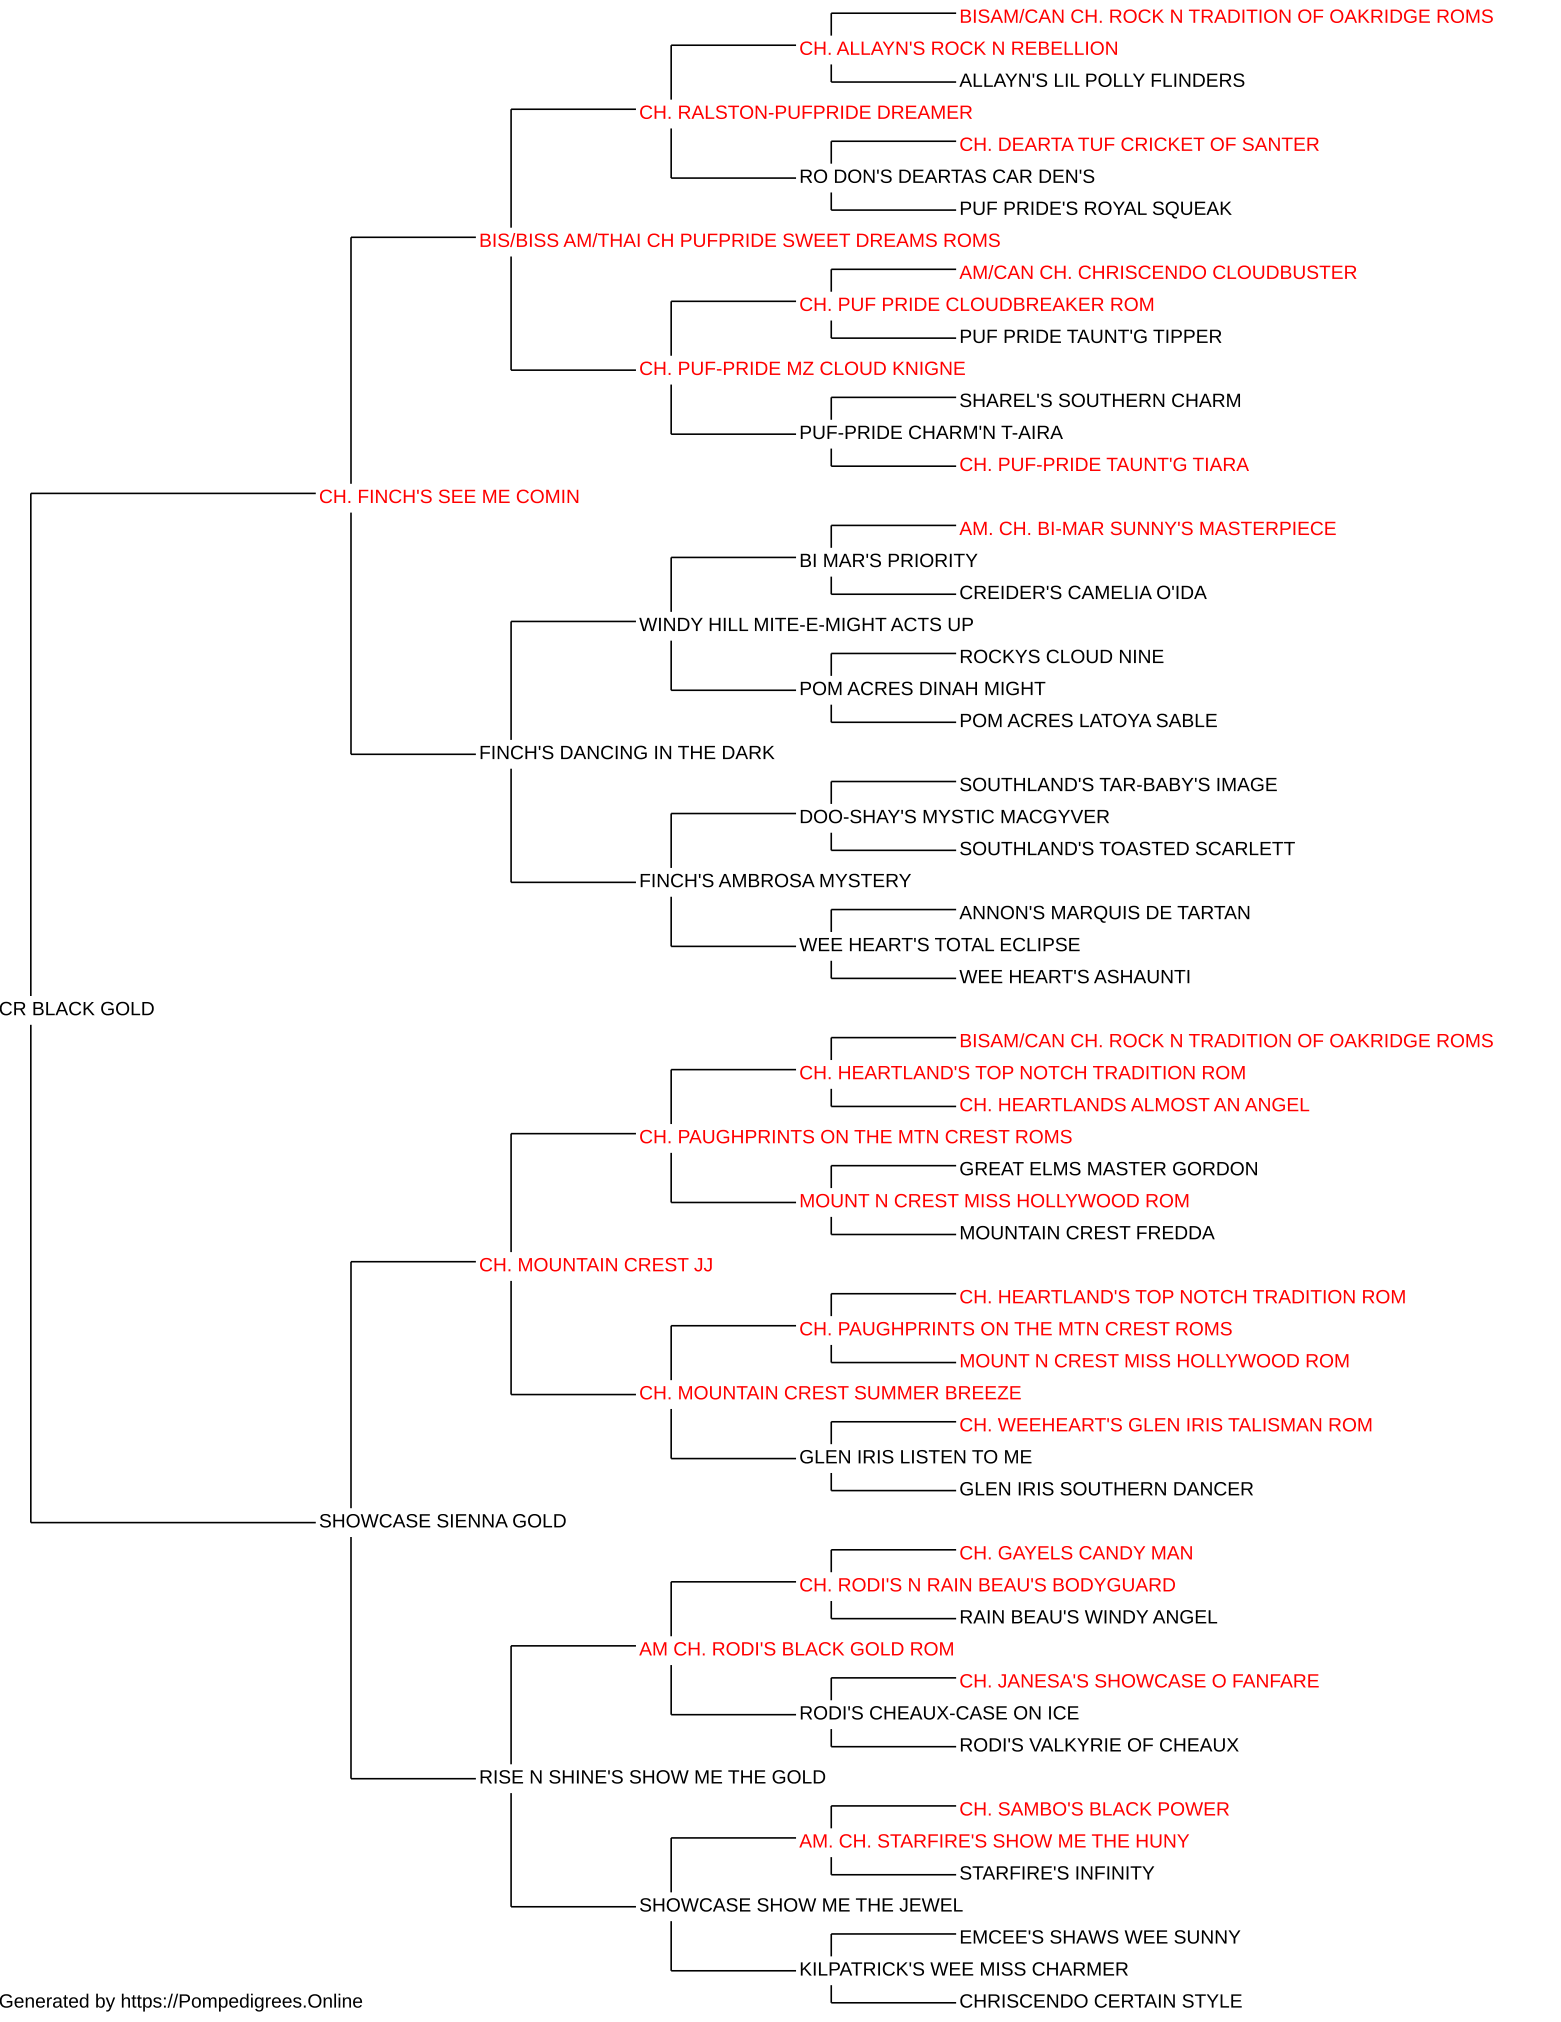 BISAM/CAN CH. ROCK N TRADITION OF OAKRIDGE ROMS
CH. ALLAYN'S ROCK N REBELLION
ALLAYN'S LIL POLLY FLINDERS
CH. RALSTON-PUFPRIDE DREAMER
CH. DEARTA TUF CRICKET OF SANTER
RO DON'S DEARTAS CAR DEN'S
PUF PRIDE'S ROYAL SQUEAK
BIS/BISS AM/THAI CH PUFPRIDE SWEET DREAMS ROMS
AM/CAN CH. CHRISCENDO CLOUDBUSTER
CH. PUF PRIDE CLOUDBREAKER ROM
PUF PRIDE TAUNT'G TIPPER
CH. PUF-PRIDE MZ CLOUD KNIGNE
SHAREL'S SOUTHERN CHARM
PUF-PRIDE CHARM'N T-AIRA
CH. PUF-PRIDE TAUNT'G TIARA
CH. FINCH'S SEE ME COMIN
AM. CH. BI-MAR SUNNY'S MASTERPIECE
BI MAR'S PRIORITY
CREIDER'S CAMELIA O'IDA
WINDY HILL MITE-E-MIGHT ACTS UP
ROCKYS CLOUD NINE
POM ACRES DINAH MIGHT
POM ACRES LATOYA SABLE
FINCH'S DANCING IN THE DARK
SOUTHLAND'S TAR-BABY'S IMAGE
DOO-SHAY'S MYSTIC MACGYVER
SOUTHLAND'S TOASTED SCARLETT
FINCH'S AMBROSA MYSTERY
ANNON'S MARQUIS DE TARTAN
WEE HEART'S TOTAL ECLIPSE
WEE HEART'S ASHAUNTI
CR BLACK GOLD
BISAM/CAN CH. ROCK N TRADITION OF OAKRIDGE ROMS
CH. HEARTLAND'S TOP NOTCH TRADITION ROM
CH. HEARTLANDS ALMOST AN ANGEL
CH. PAUGHPRINTS ON THE MTN CREST ROMS
GREAT ELMS MASTER GORDON
MOUNT N CREST MISS HOLLYWOOD ROM
MOUNTAIN CREST FREDDA
CH. MOUNTAIN CREST JJ
CH. HEARTLAND'S TOP NOTCH TRADITION ROM
CH. PAUGHPRINTS ON THE MTN CREST ROMS
MOUNT N CREST MISS HOLLYWOOD ROM
CH. MOUNTAIN CREST SUMMER BREEZE
CH. WEEHEART'S GLEN IRIS TALISMAN ROM
GLEN IRIS LISTEN TO ME
GLEN IRIS SOUTHERN DANCER
SHOWCASE SIENNA GOLD
CH. GAYELS CANDY MAN
CH. RODI'S N RAIN BEAU'S BODYGUARD
RAIN BEAU'S WINDY ANGEL
AM CH. RODI'S BLACK GOLD ROM
CH. JANESA'S SHOWCASE O FANFARE
RODI'S CHEAUX-CASE ON ICE
RODI'S VALKYRIE OF CHEAUX
RISE N SHINE'S SHOW ME THE GOLD
CH. SAMBO'S BLACK POWER
AM. CH. STARFIRE'S SHOW ME THE HUNY
STARFIRE'S INFINITY
SHOWCASE SHOW ME THE JEWEL
EMCEE'S SHAWS WEE SUNNY
KILPATRICK'S WEE MISS CHARMER
CHRISCENDO CERTAIN STYLE
Generated by https://Pompedigrees.Online